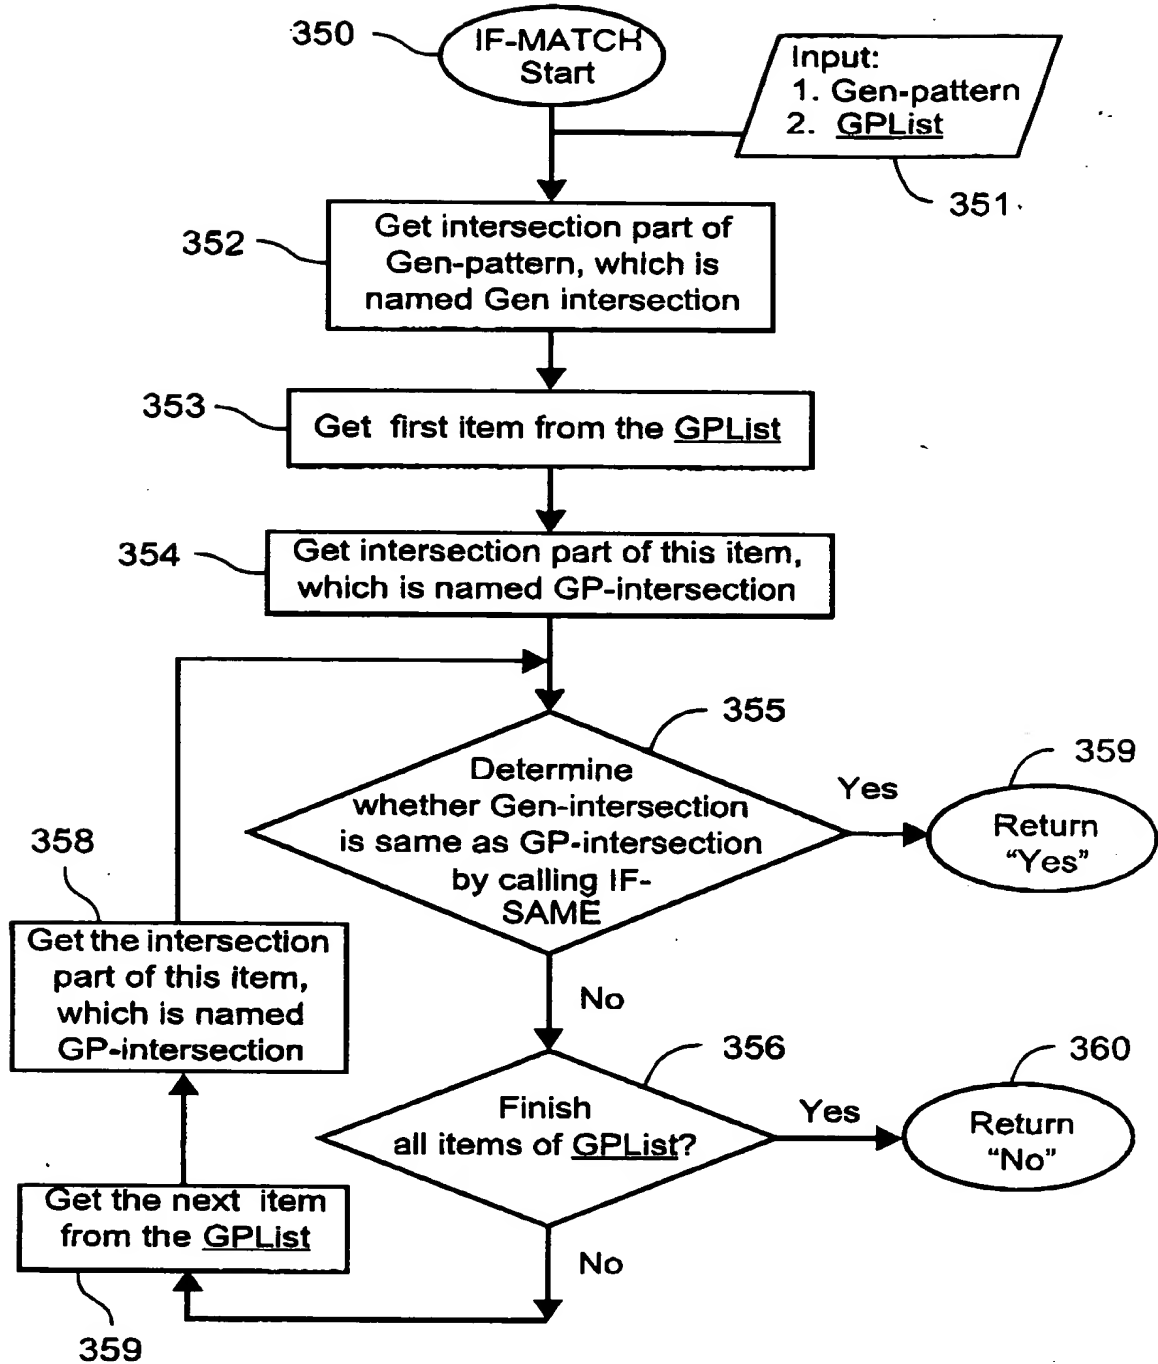 350
IF-MATCH
Start
Input:
1. Gen-pattern
2. GPList
351
352
Get intersection part of
Gen-pattern, which is
named Gen intersection
353
Get first item from the GPList
354
Get intersection part of this item,
which is named GP-intersection
355
Determine
whether Gen-intersection
is same as GP-intersection
by calling IF-
SAME
Yes
359
Return
“Yes”
358
Get the intersection
part of this item,
which is named
GP-intersection
No
356
Finish
all items of GPList?
Yes
360
Return
“No”
Get the next item
from the GPList
No
359